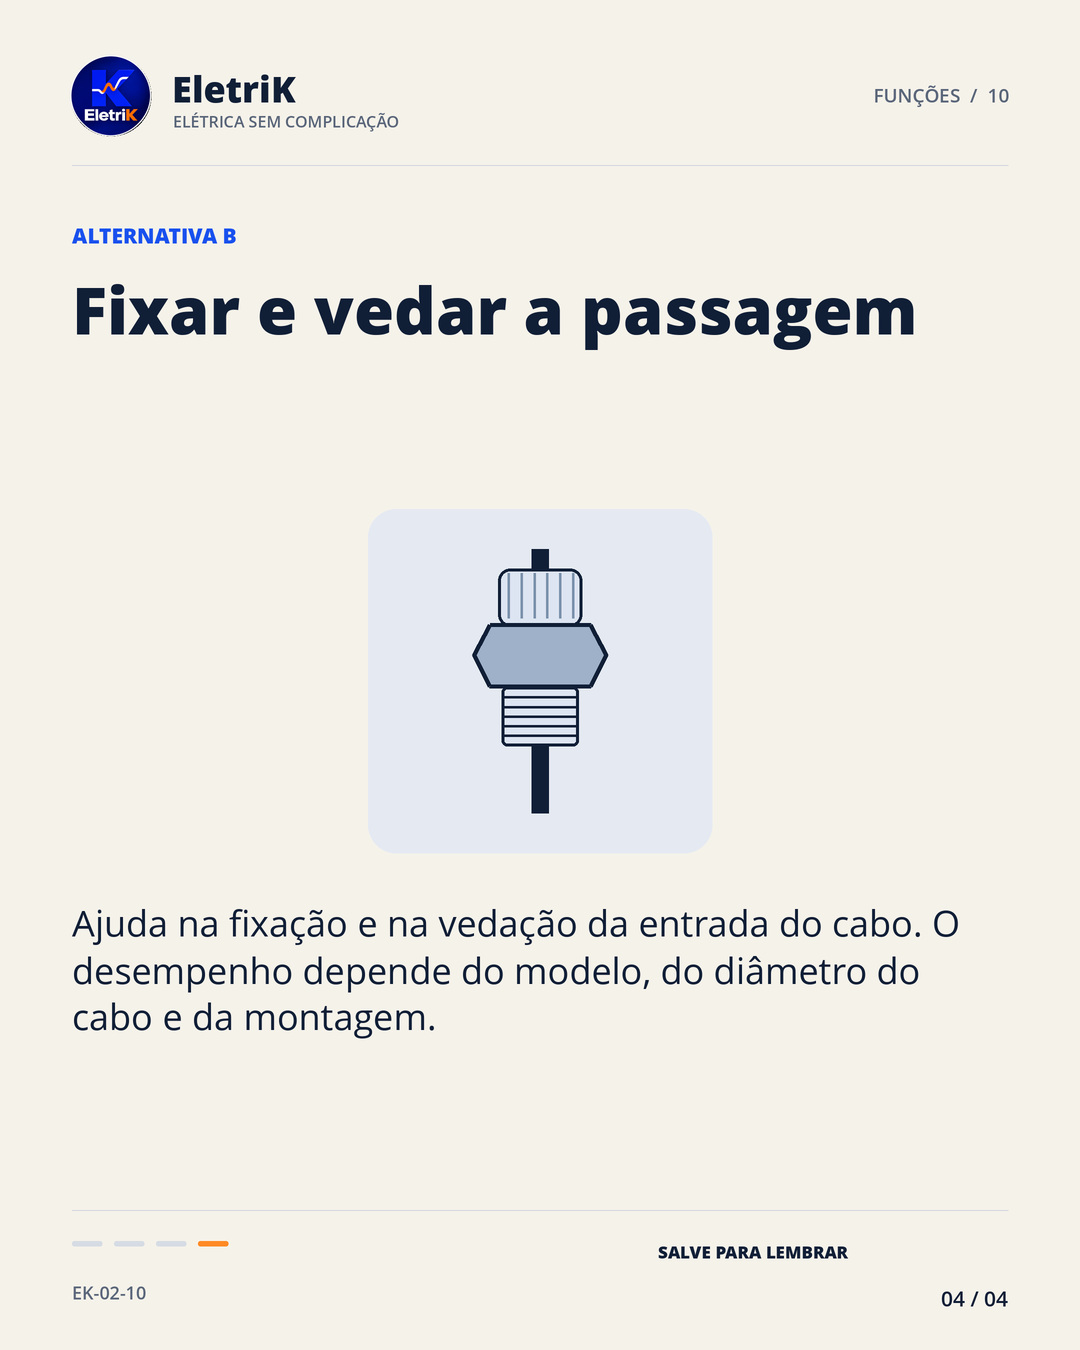 EletriK
EletriK
ELÉTRICA SEM COMPLICAÇÃO
FUNÇÕES / 10
ALTERNATIVA B
Fixar e vedar a passagem
Ajuda na fixação e na vedação da entrada do cabo. O
desempenho depende do modelo, do diâmetro do
cabo e da montagem.
SALVE PARA LEMBRAR
EK-02-10
04 / 04